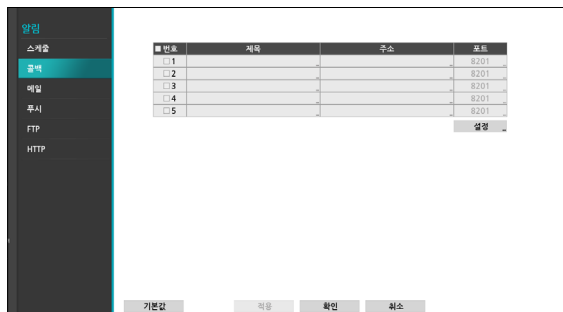 알림
스케줄
콜백
메일
푸시
FTP
HTTP
번호 제목 주소 포트
1 8201
2 8201
3 8201
4 8201
5 8201
설정
기본값 적용 확인 취소